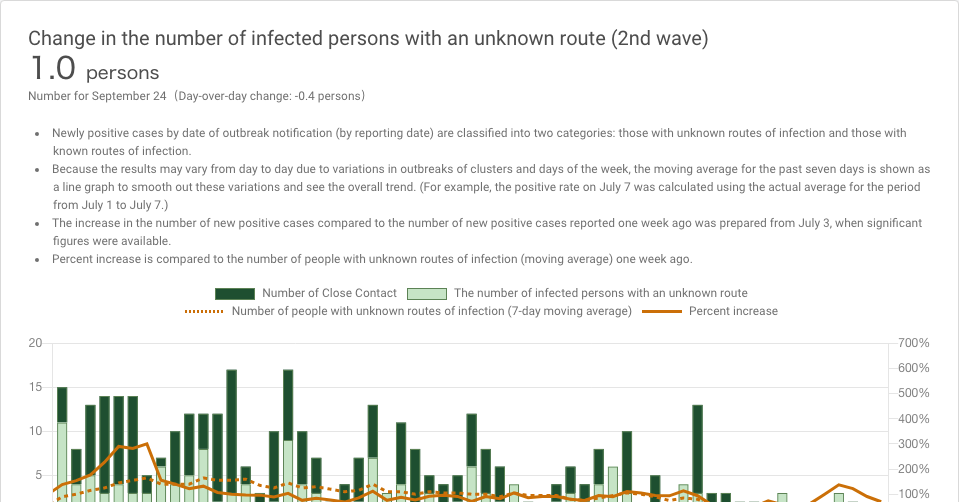 Change in the number of infected persons with an unknown route (2nd wave)
1.0 persons
Number for September 24（Day-over-day change: -0.4 persons）
• Newly positive cases by date of outbreak notification (by reporting date) are classified into two categories: those with unknown routes of infection and those with
known routes of infection.
• Because the results may vary from day to day due to variations in outbreaks of clusters and days of the week, the moving average for the past seven days is shown as
a line graph to smooth out these variations and see the overall trend. (For example, the positive rate on July 7 was calculated using the actual average for the period
from July 1 to July 7.)
• The increase in the number of new positive cases compared to the number of new positive cases reported one week ago was prepared from July 3, when significant
figures were available.
• Percent increase is compared to the number of people with unknown routes of infection (moving average) one week ago.
Number of Close Contact The number of infected persons with an unknown route
Number of people with unknown routes of infection (7-day moving average) Percent increase
20 700%
600%
15
500%
400%
10
300%
200%
5
100%